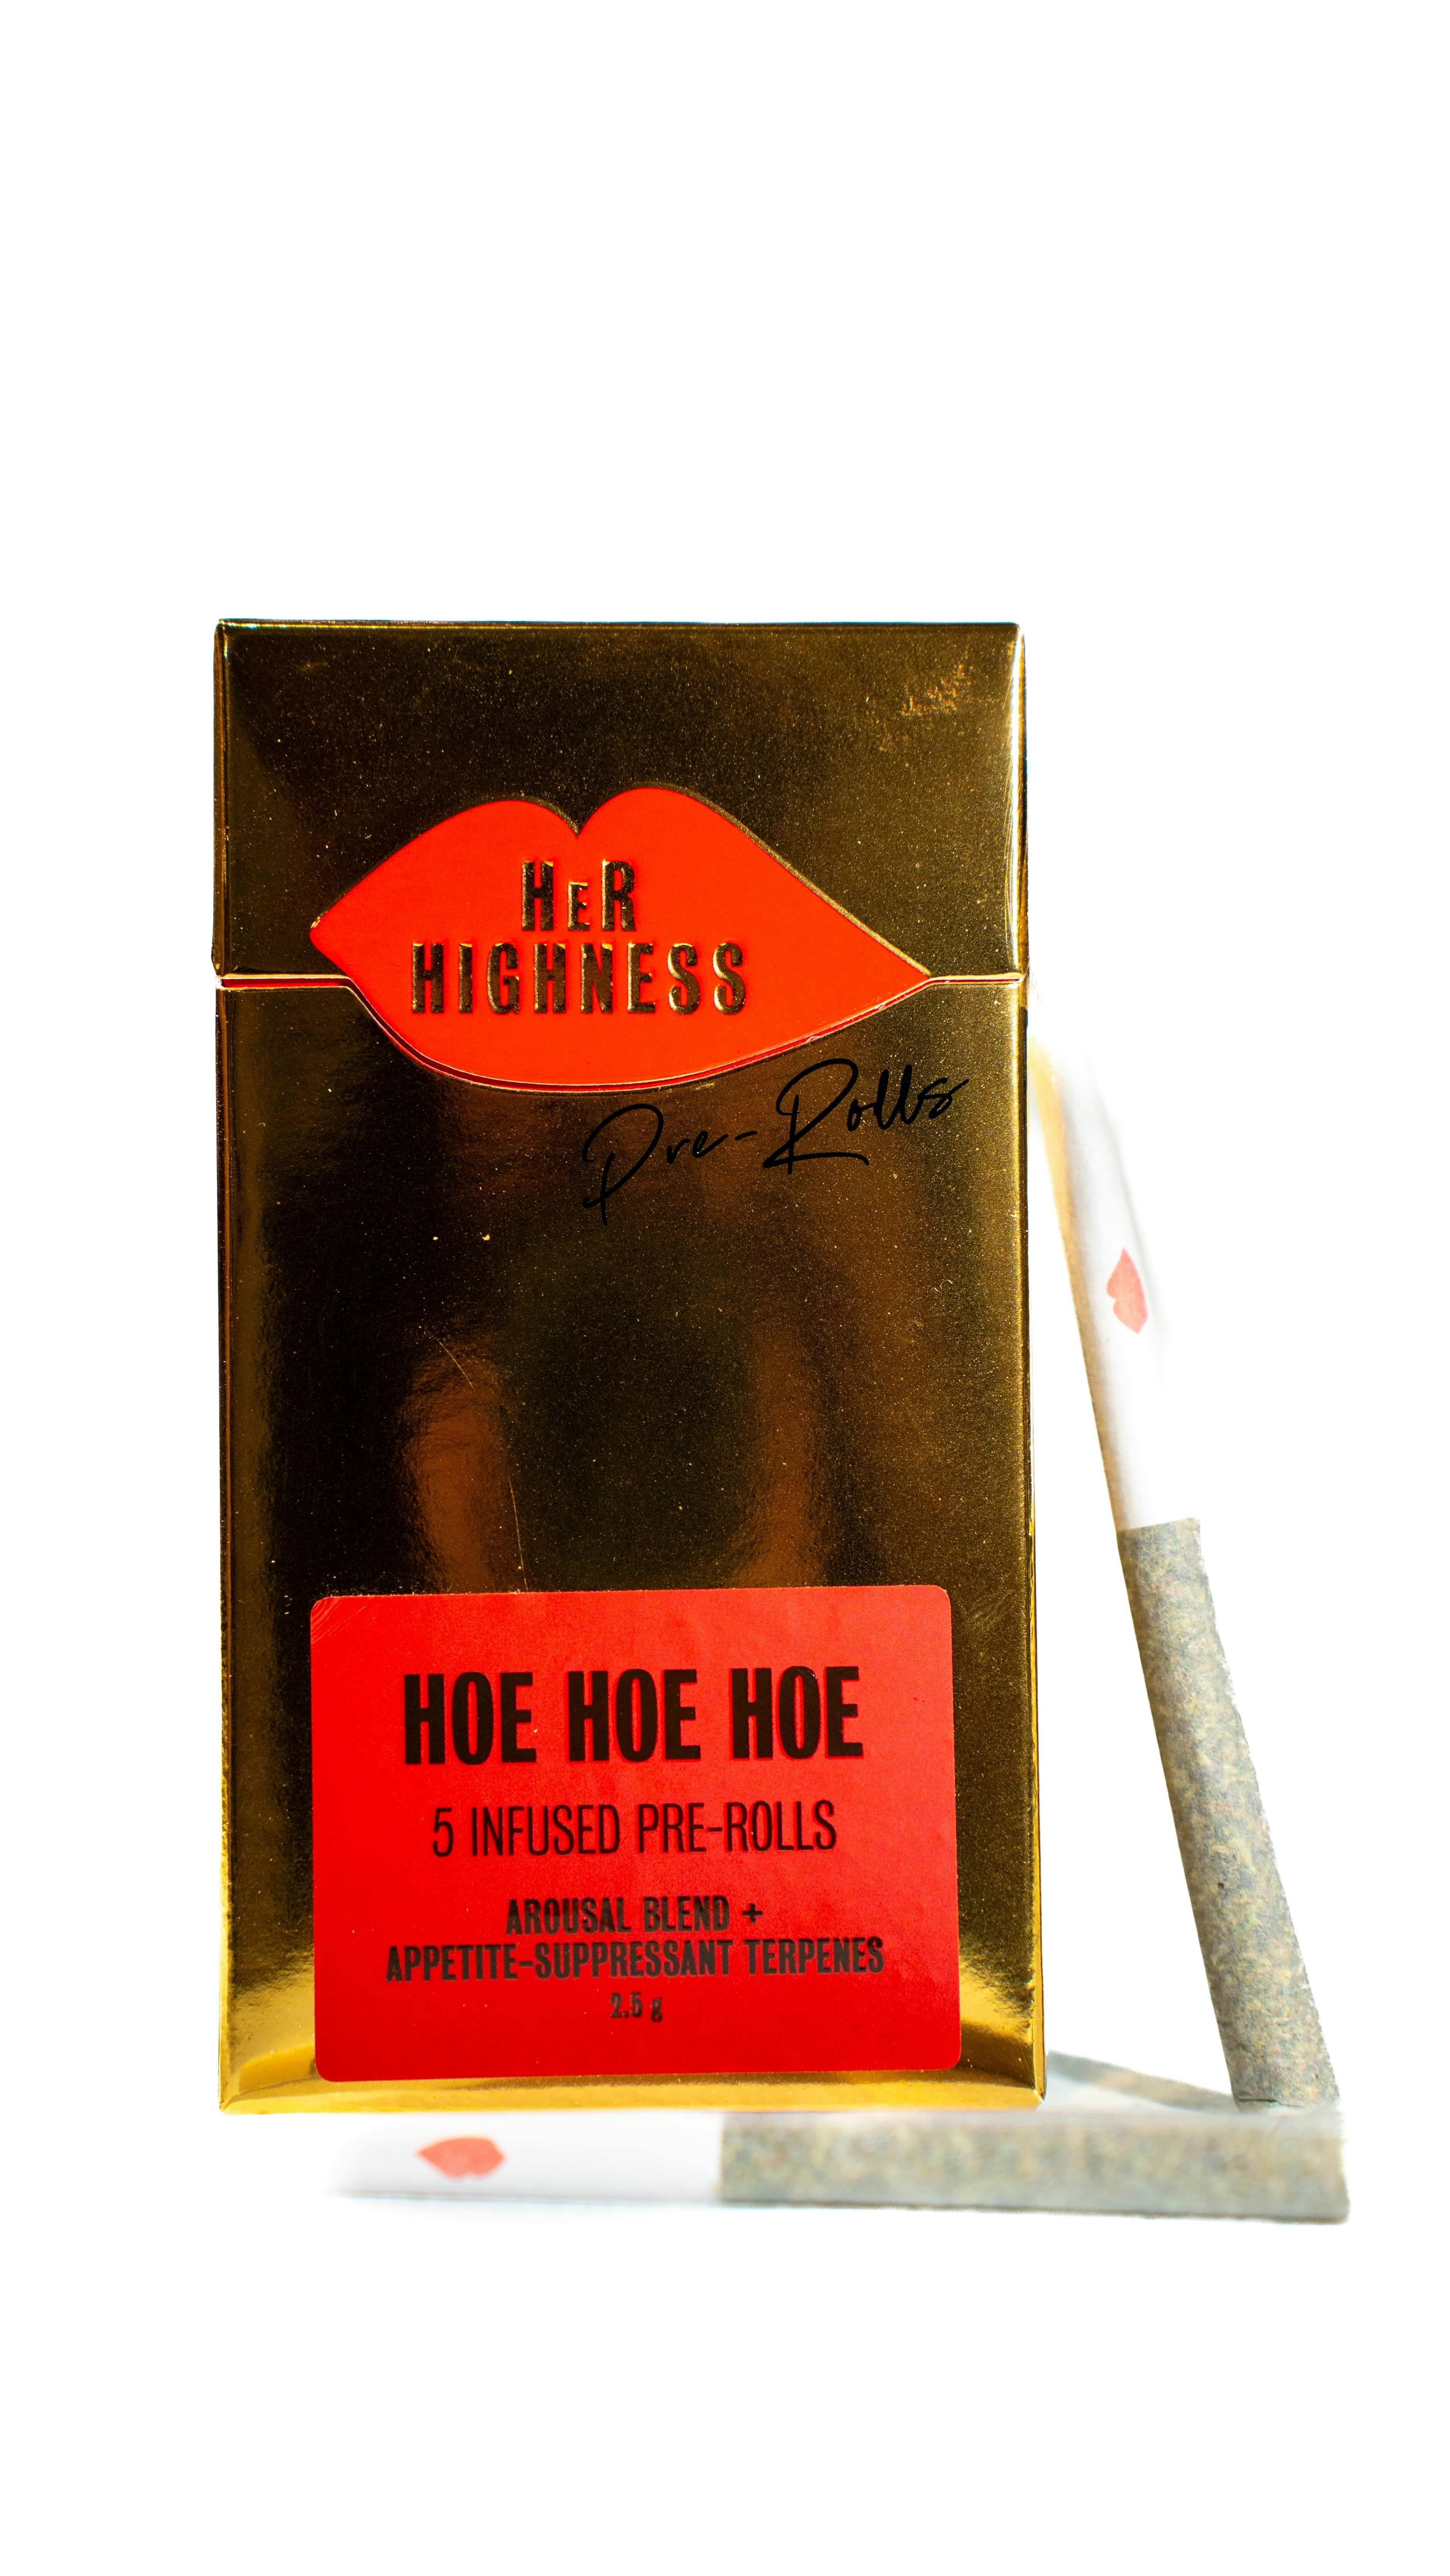 HER
HIGHNESS
Pre-Rolls
HOE HOE HOE
5 INFUSED PRE-ROLLS
AROUSAL BLEND +
APPETITE-SUPPRESSANT TERPENES
2.5 g